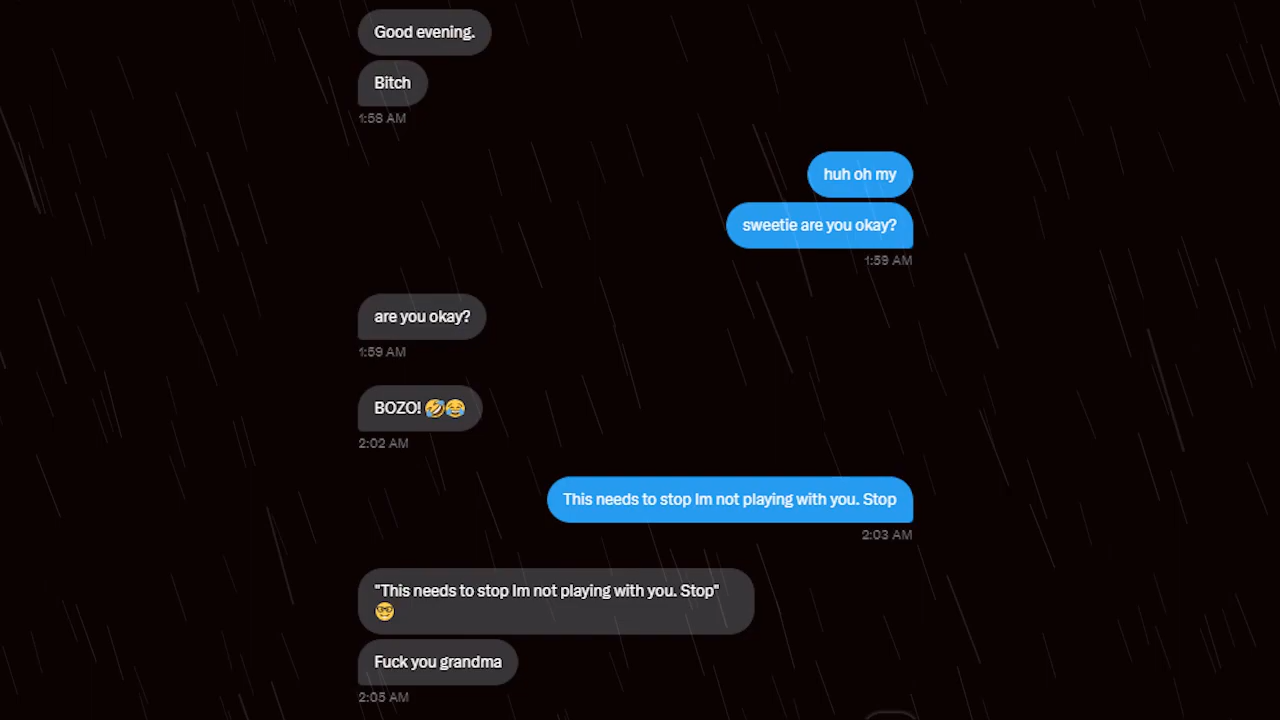 Good evening.
Bitch
1:58 AM
huh oh my
sweetie are you okay?
1:59 AM
are you okay?
1:59 AM
BOZO! 🤣😂
2:02 AM
This needs to stop Im not playing with you. Stop
2:03 AM
"This needs to stop Im not playing with you. Stop"
🤓
Fuck you grandma
2:05 AM